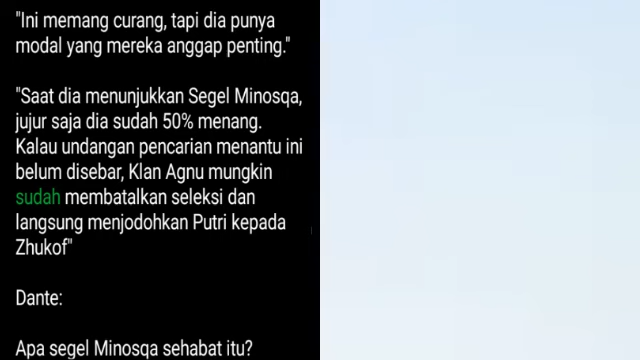 "Ini memang curang, tapi dia punya
modal yang mereka anggap penting."
"Saat dia menunjukkan Segel Minosqa,
jujur saja dia sudah 50% menang.
Kalau undangan pencarian menantu ini
belum disebar, Klan Agnu mungkin
sudah membatalkan seleksi dan
langsung menjodohkan Putri kepada
Zhukof"
Dante:
Apa segel Minosqa sehabat itu?